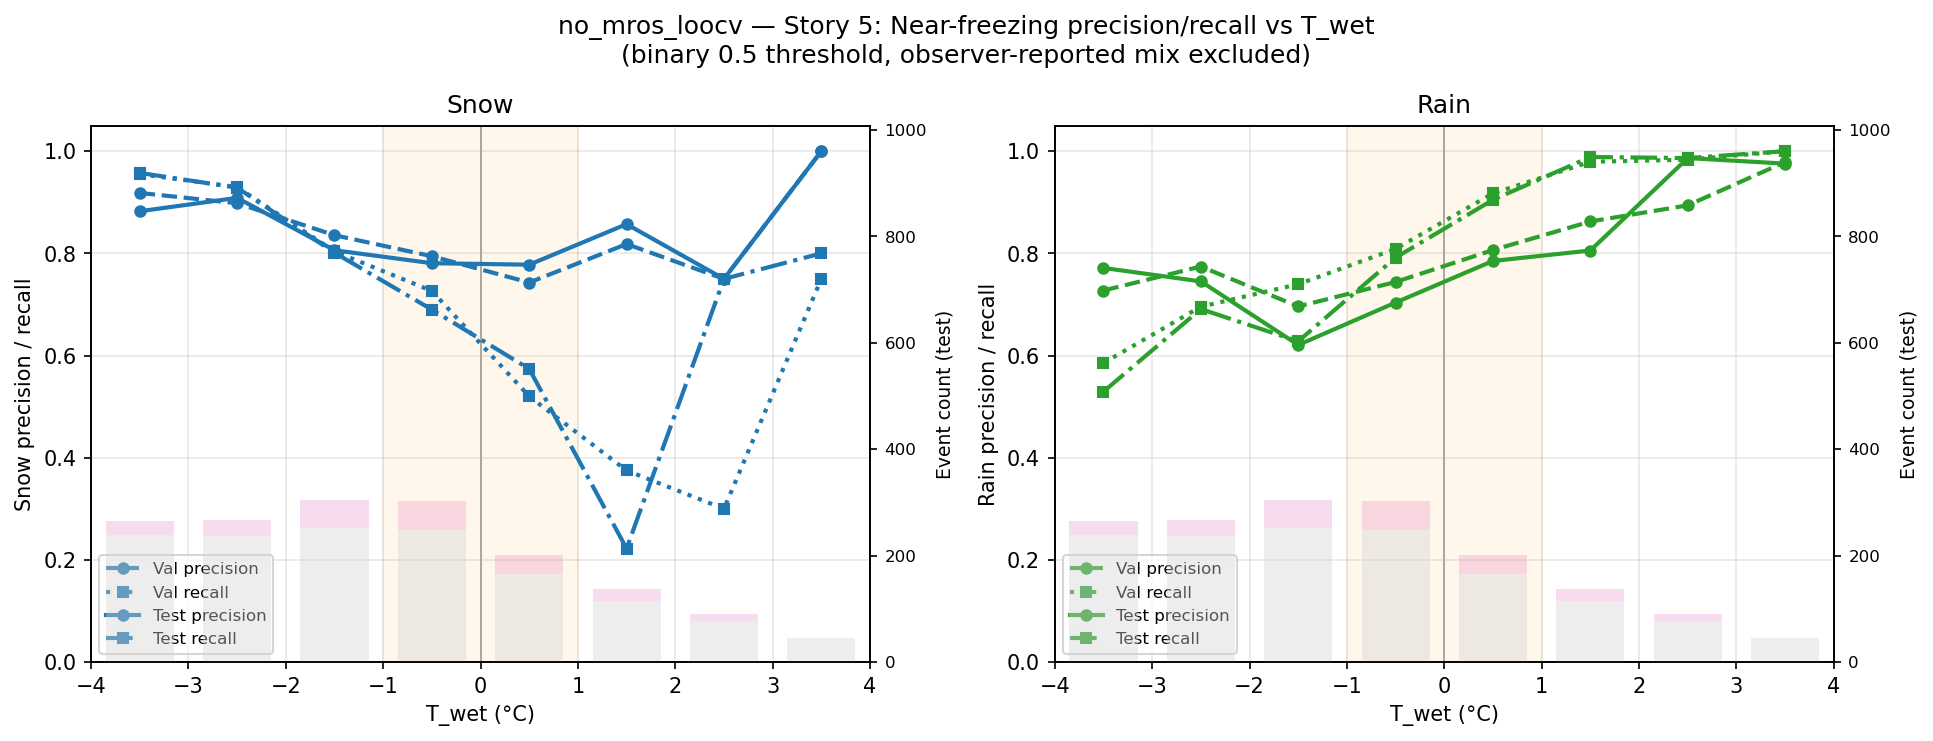 no_mros_loocv — Story 5: Near-freezing precision/recall vs T_wet
(binary 0.5 threshold, observer-reported mix excluded)
Snow
Snow precision / recall
1.0
0.8
0.6
0.4
0.2
0.0
1000
800
600
400
200
0
Event count (test)
Val precision
Val recall
Test precision
Test recall
−4
−3
−2
−1
0
1
2
3
4
T_wet (°C)
Rain
Rain precision / recall
1.0
0.8
0.6
0.4
0.2
0.0
1000
800
600
400
200
0
Event count (test)
Val precision
Val recall
Test precision
Test recall
−4
−3
−2
−1
0
1
2
3
4
T_wet (°C)